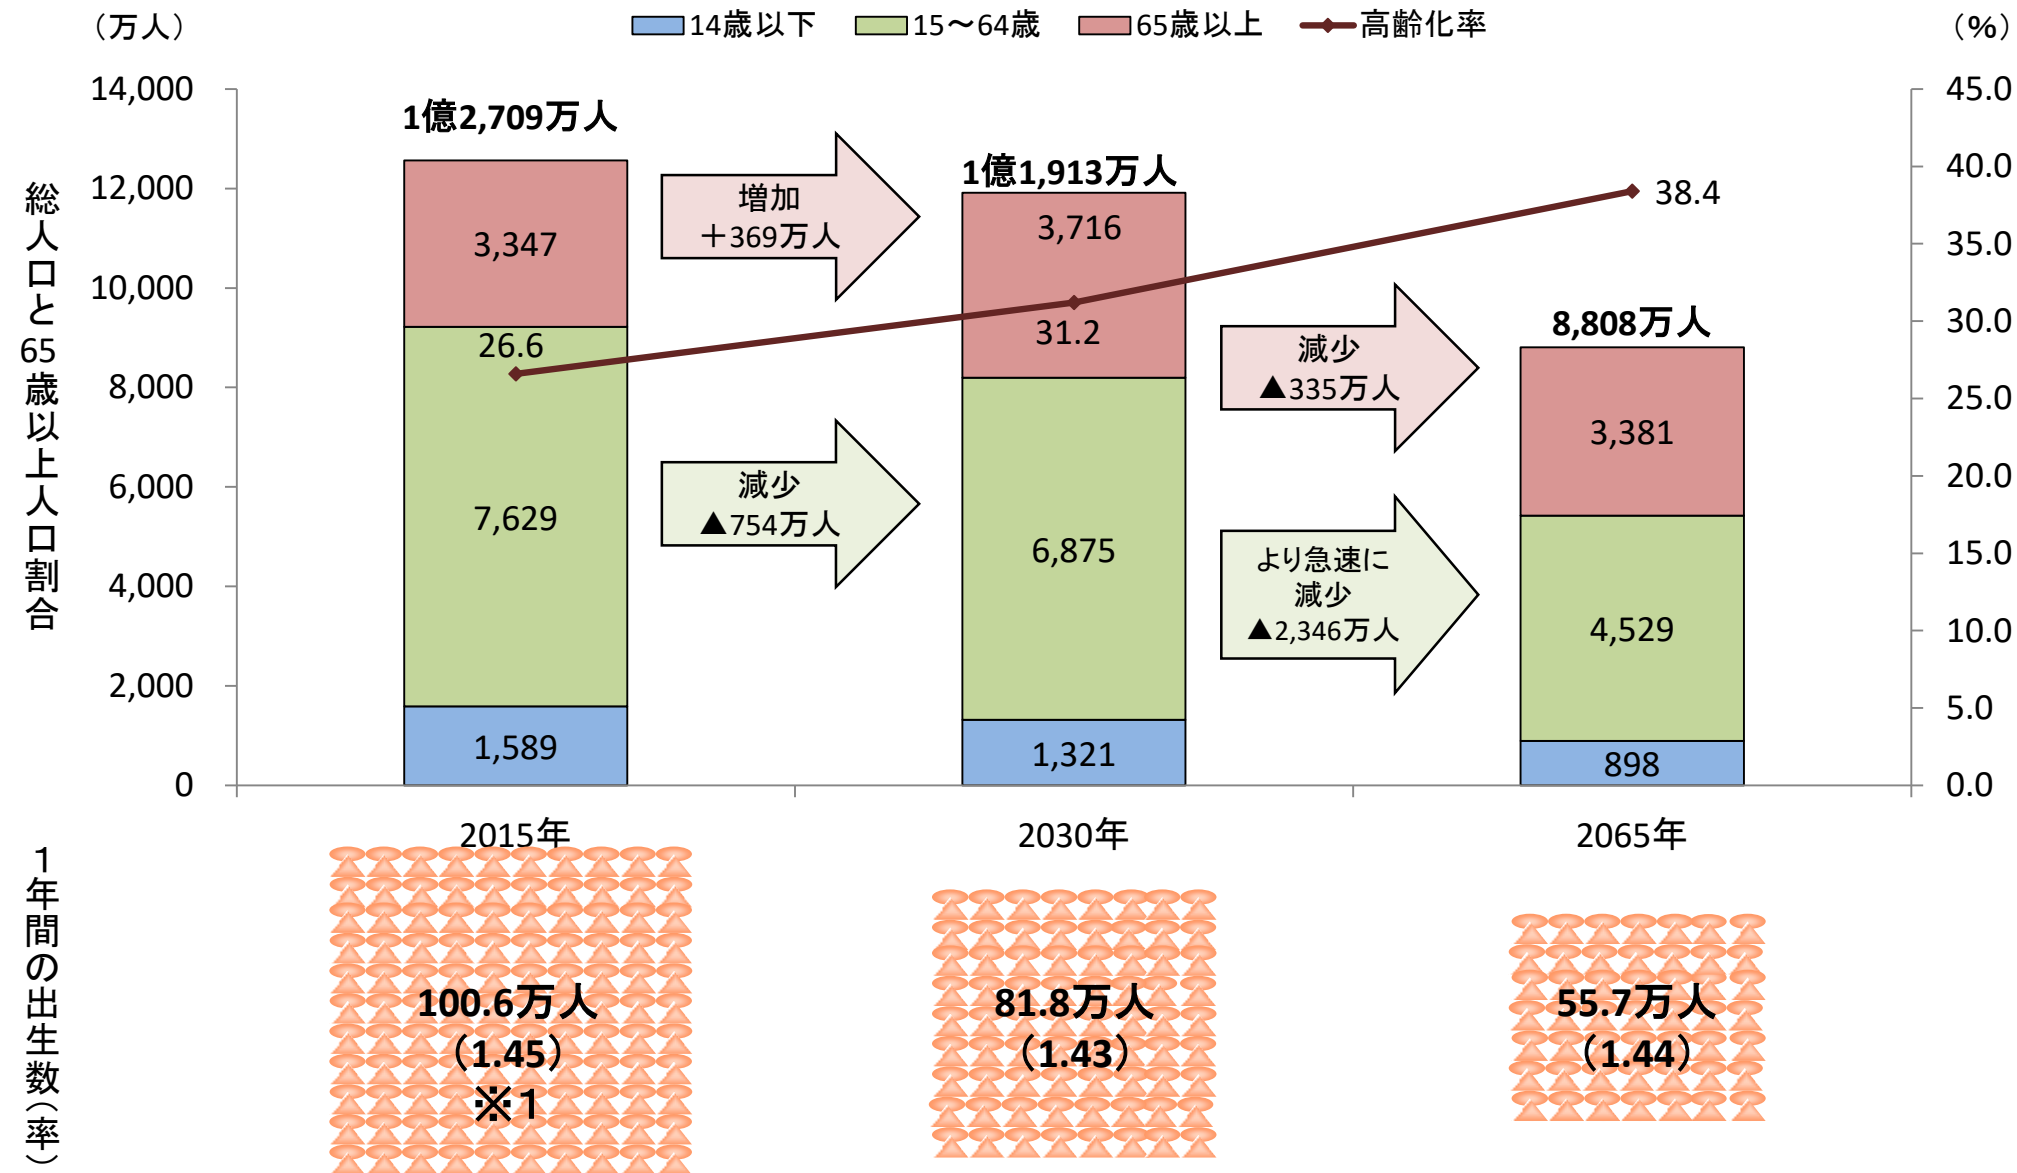 （万人）
14歳以下
15～64歳
65歳以上
高齢化率
（%）
14,000
12,000
10,000
8,000
6,000
4,000
2,000
0
45.0
40.0
35.0
30.0
25.0
20.0
15.0
10.0
5.0
0.0
総人口と65歳以上人口割合
1億2,709万人
3,347
26.6
7,629
1,589
増加
＋369万人
減少
▲754万人
1億1,913万人
3,716
31.2
6,875
1,321
減少
▲335万人
より急速に
減少
▲2,346万人
8,808万人
38.4
3,381
4,529
898
2015年
2030年
2065年
１年間の出生数（率）
100.6万人
（1.45）
※１
81.8万人
（1.43）
55.7万人
（1.44）